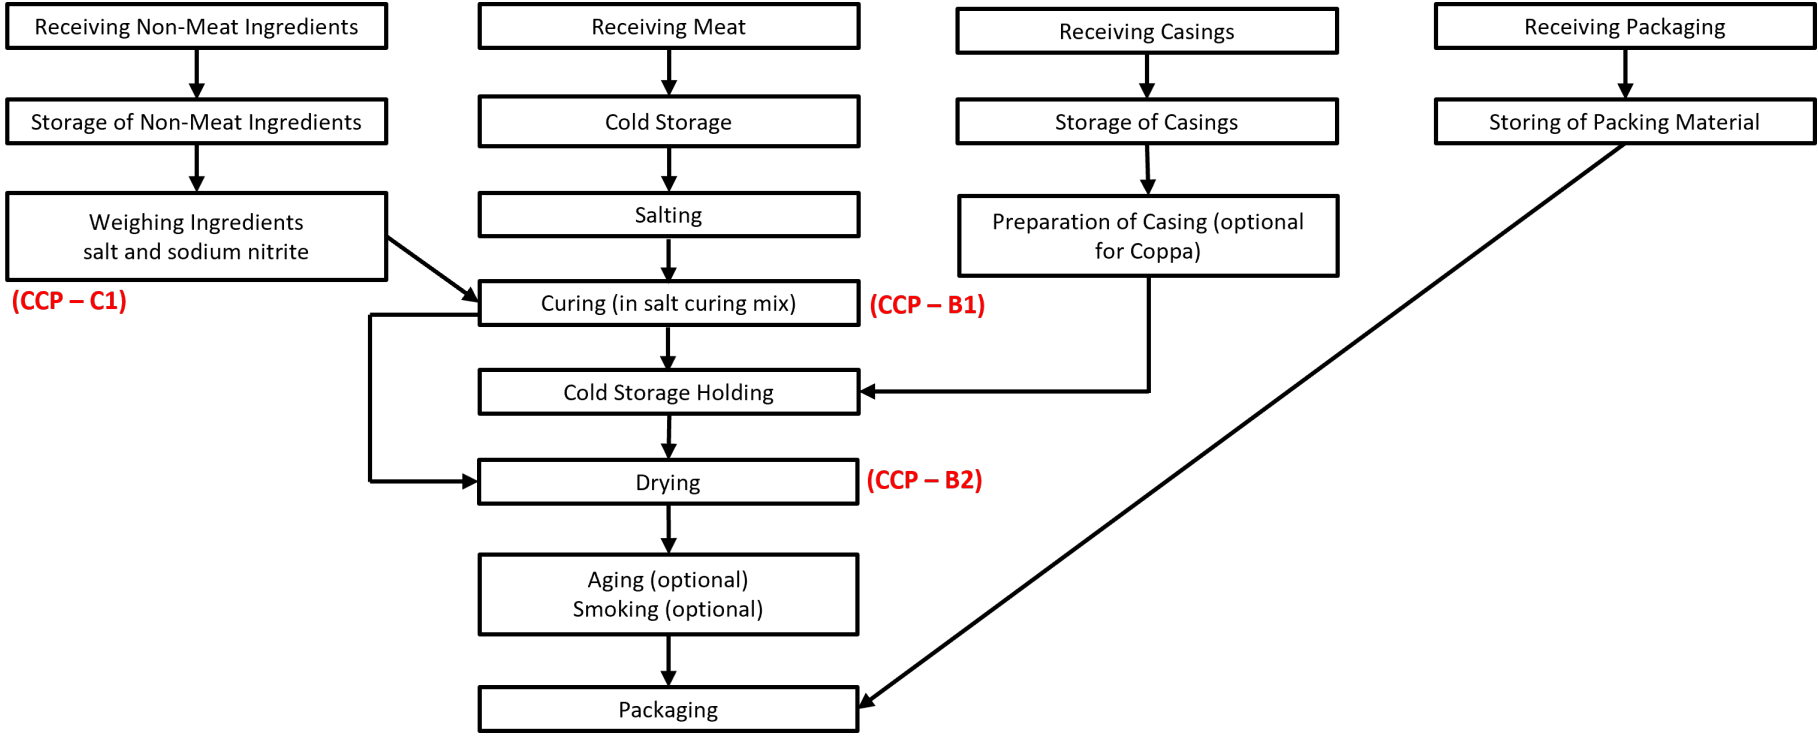 Receiving Non-Meat Ingredients
Receiving Meat
Receiving Casings
Receiving Packaging
Storage of Non-Meat Ingredients
Cold Storage
Storage of Casings
Storing of Packing Material
Weighing Ingredients
salt and sodium nitrite
(CCP – C1)
Salting
Preparation of Casing (optional
for Coppa)
Curing (in salt curing mix)
(CCP – B1)
Cold Storage Holding
Drying
(CCP – B2)
Aging (optional)
Smoking (optional)
Packaging